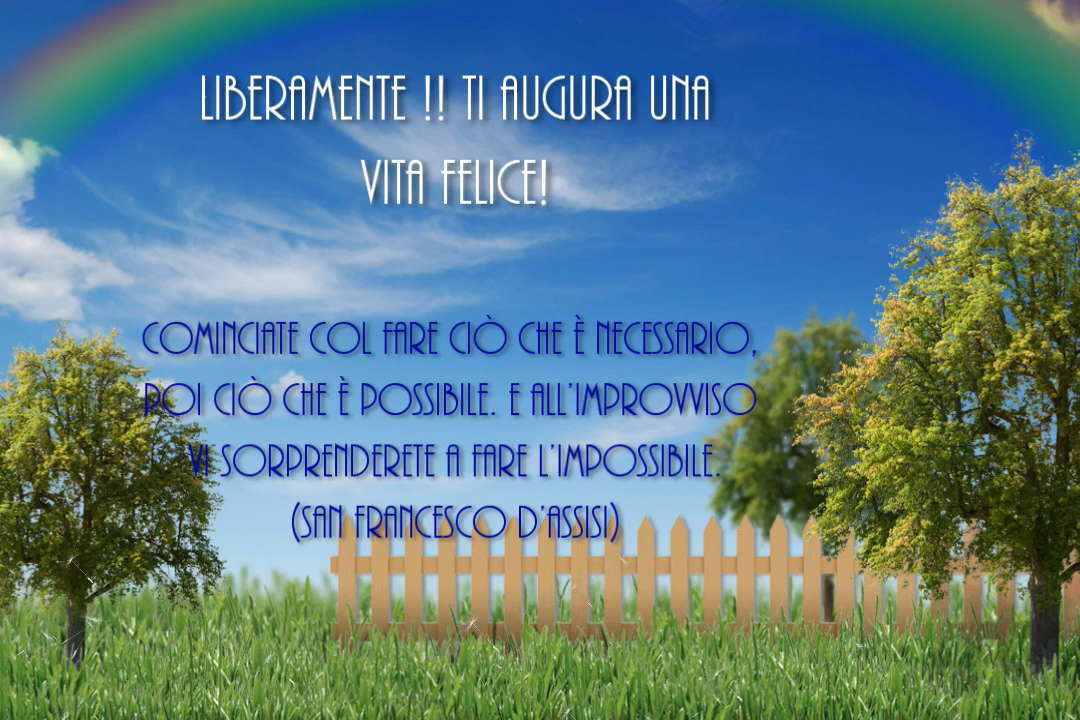 LIBERAMENTE !! TI AUGURA UNA
VITA FELICE!
COMINCIATE COL FARE CIÒ CHE È NECESSARIO,
POI CIÒ CHE È POSSIBILE. E ALL'IMPROVVISO
VI SORPRENDERETE A FARE L'IMPOSSIBILE.
(SAN FRANCESCO D'ASSISI)